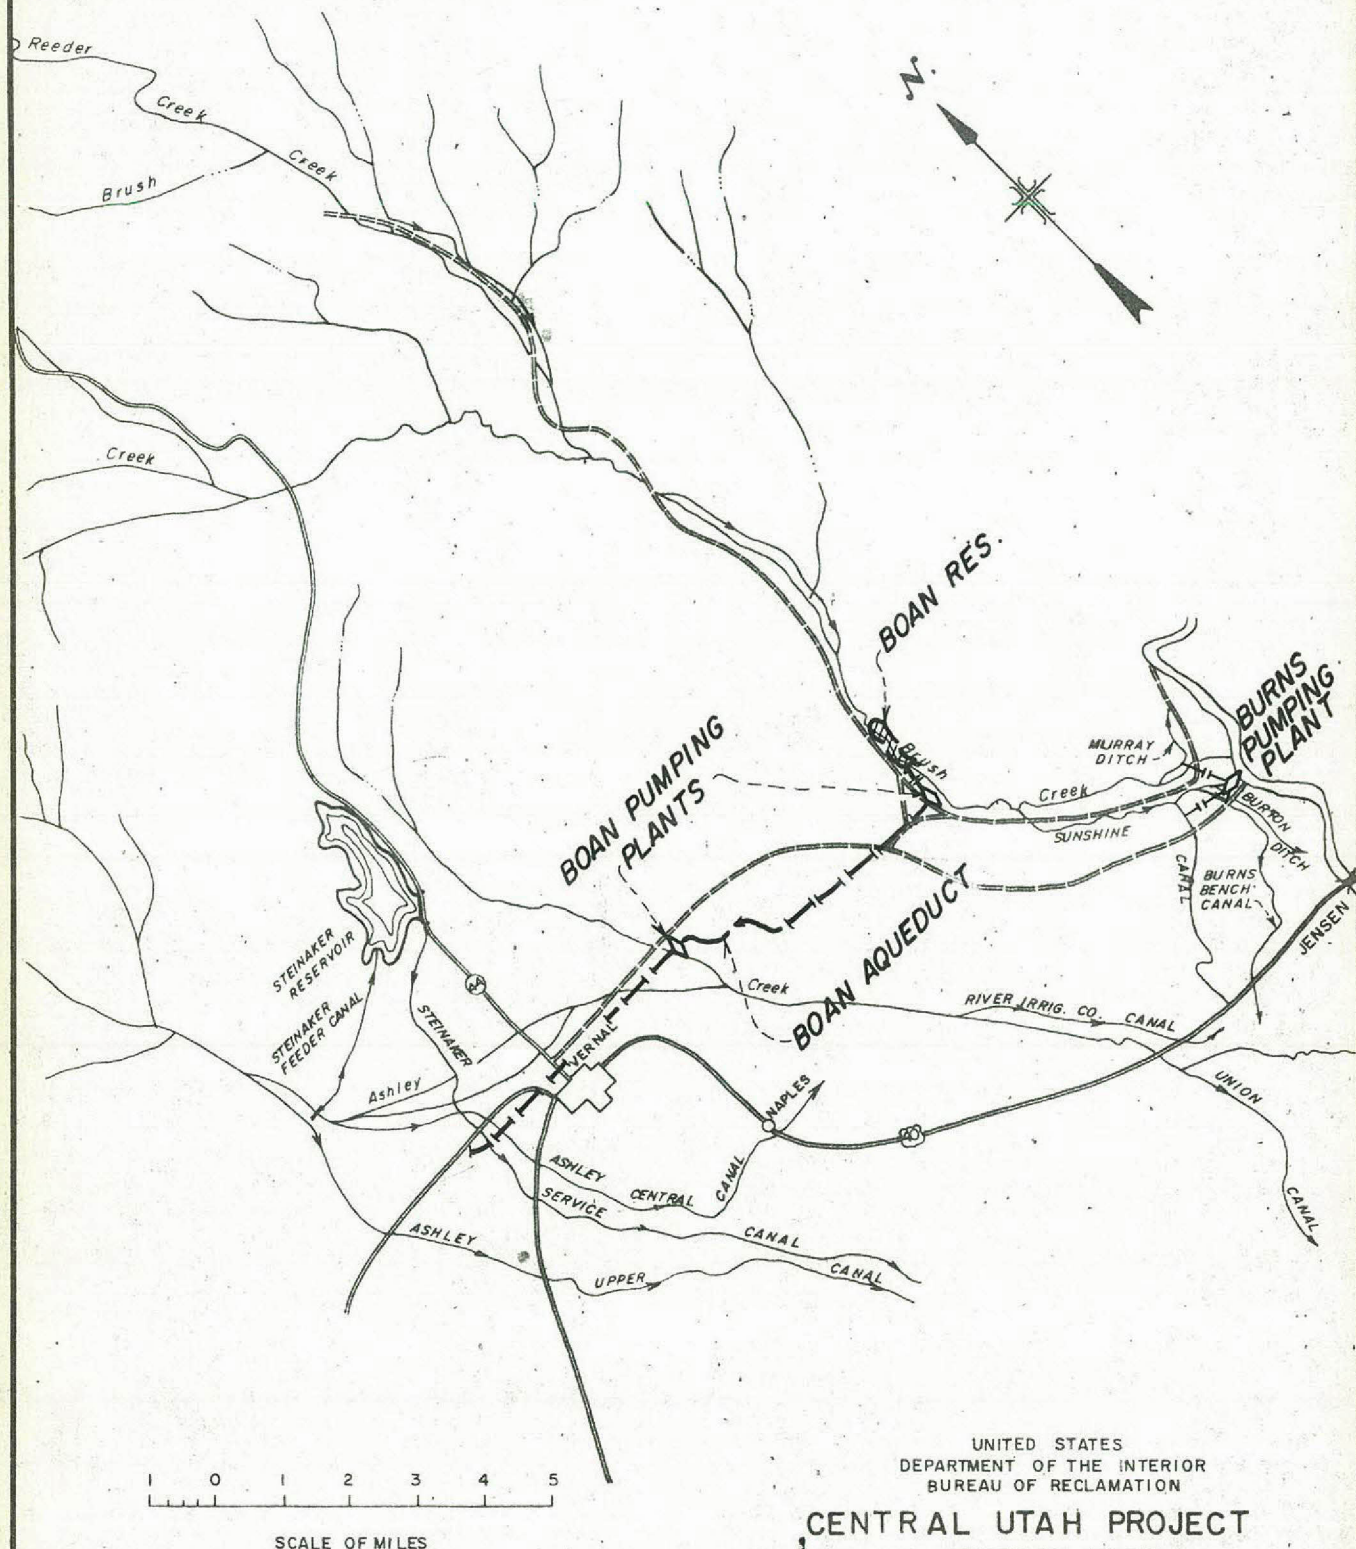 Reeder
Creek
Creek
Brush
N.
Creek
BOAN RES.
BURNS
PUMPING
PLANT
MURRAY
DITCH
Brush
Creek
SUNSHINE
BURTON
DITCH
CANAL
BURNS
BENCH
CANAL
JENSEN
BOAN PUMPING
PLANTS
BOAN AQUEDUCT
STEINAKER
RESERVOIR
STEINAKER
FEEDER CANAL
44
STEINAKER
VERNAL
Creek
RIVER IRRIG. CO. CANAL
UNION
CANAL
Ashley
NAPLES
ASHLEY
CENTRAL
CANAL
SERVICE
CANAL
ASHLEY
UPPER
CANAL
40
1 0 1 2 3 4 5
SCALE OF MILES
UNITED STATES
DEPARTMENT OF THE INTERIOR
BUREAU OF RECLAMATION
CENTRAL UTAH PROJECT